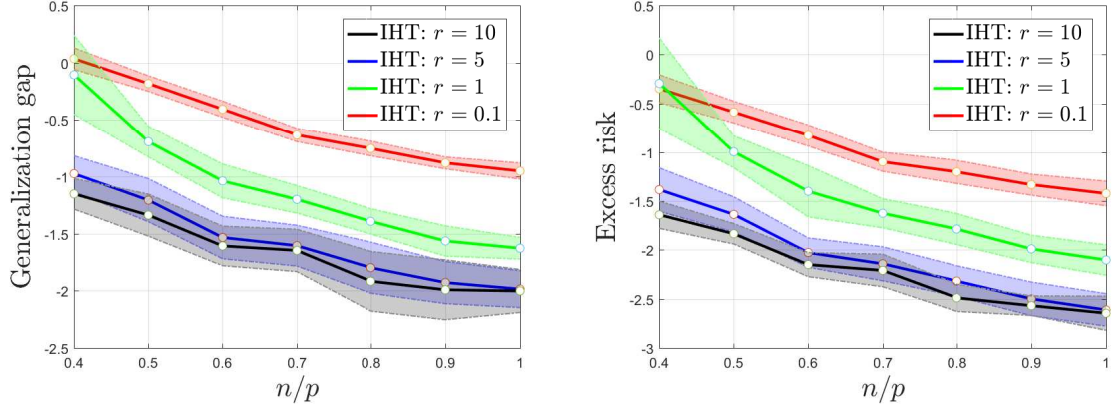 0.5
0
-0.5
-1
-1.5
-2
-2.5
Generalization gap
0.4 0.5 0.6 0.7 0.8 0.9 1
n/p
IHT: r = 10
IHT: r = 5
IHT: r = 1
IHT: r = 0.1
0.5
0
-0.5
-1
-1.5
-2
-2.5
-3
Excess risk
0.4 0.5 0.6 0.7 0.8 0.9 1
n/p
IHT: r = 10
IHT: r = 5
IHT: r = 1
IHT: r = 0.1